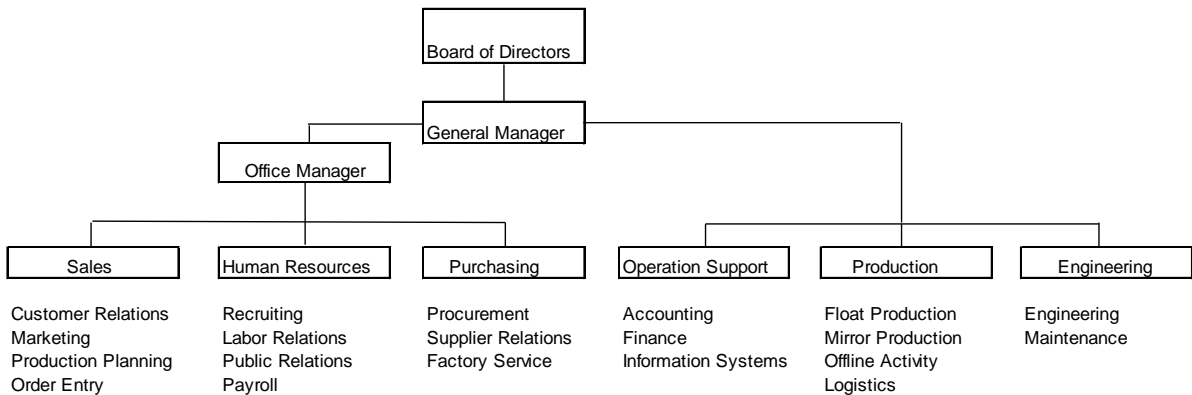 Board of Directors
General Manager
Office Manager
Sales
Human Resources
Purchasing
Operation Support
Production
Engineering
Customer Relations
Marketing
Production Planning
Order Entry
Recruiting
Labor Relations
Public Relations
Payroll
Procurement
Supplier Relations
Factory Service
Accounting
Finance
Information Systems
Float Production
Mirror Production
Offline Activity
Logistics
Engineering
Maintenance